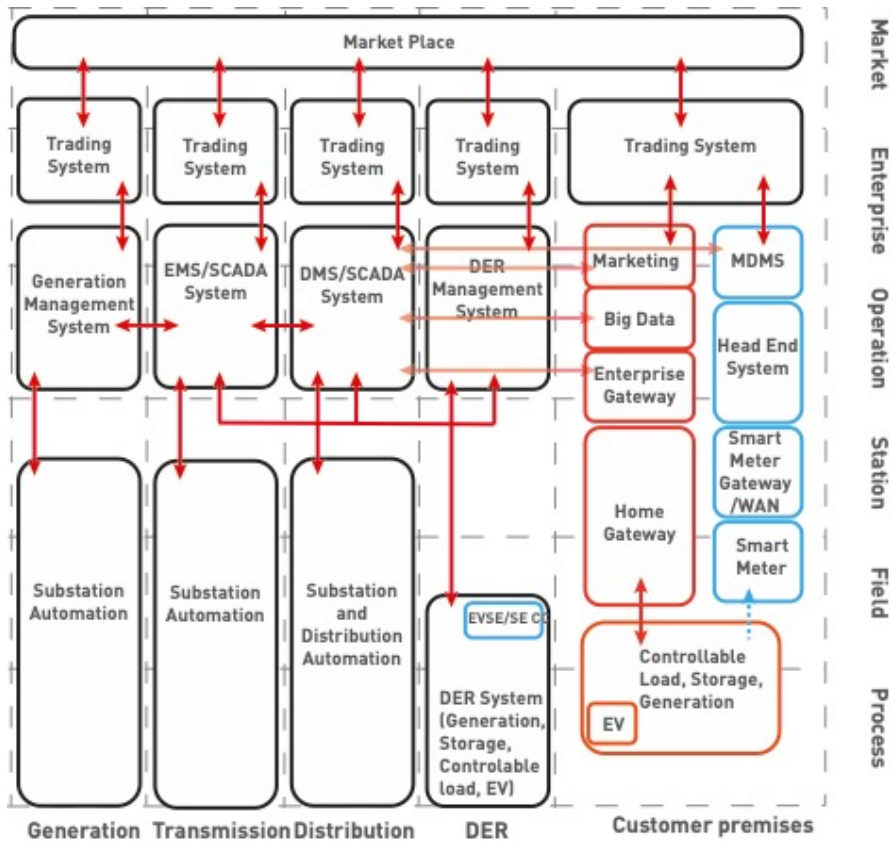 Market Place
Trading
System
Trading
System
Trading
System
Trading
System
Trading System
Generation
Management
System
EMS/SCADA
System
DMS/SCADA
System
DER
Management
System
Marketing
MDMS
Big Data
Head End
System
Enterprise
Gateway
Smart
Meter
Gateway
/WAN
Home
Gateway
Smart
Meter
Substation
Automation
Substation
Automation
Substation
and
Distribution
Automation
EVSE/SE CC
DER System
(Generation,
Storage,
Controlable
load, EV)
Controllable
Load, Storage,
Generation
EV
Generation
Transmission
Distribution
DER
Customer premises
Market
Enterprise
Operation
Station
Field
Process